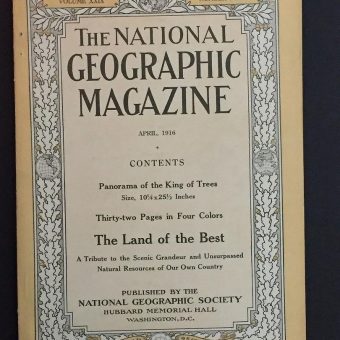 VOLUME XXIX
THE NATIONAL
GEOGRAPHIC
MAGAZINE
APRIL, 1916
CONTENTS
Panorama of the King of Trees
Size, 10¼ x 25½ Inches
Thirty-two Pages in Four Colors
The Land of the Best
A Tribute to the Scenic Grandeur and Unsurpassed
Natural Resources of Our Own Country
PUBLISHED BY THE
NATIONAL GEOGRAPHIC SOCIETY
HUBBARD MEMORIAL HALL
WASHINGTON, D.C.